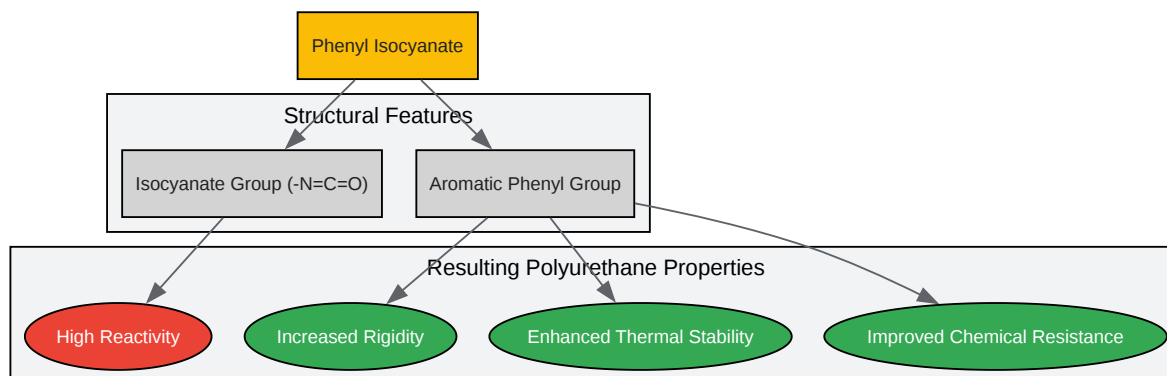 Phenyl Isocyanate
Structural Features
Isocyanate Group (-N=C=O)
Aromatic Phenyl Group
Resulting Polyurethane Properties
High Reactivity
Increased Rigidity
Enhanced Thermal Stability
Improved Chemical Resistance